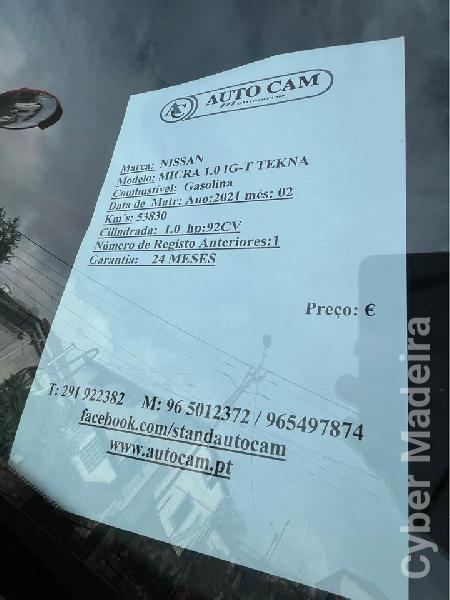 AUTO CAM
Marca: NISSAN
Modelo: MICRA 1.0 IG-T TEKNA
Combustível: Gasolina
Data de Matr: Ano:2021 mês: 02
Km's: 53830
Cilindrada: 1.0 hp:92CV
Número de Registo Anteriores:1
Garantia: 24 MESES
Preço: €
T: 291 922382 M: 96 5012372 / 965497874
facebook.com/standautocam
www.autocam.pt
Cyber Madeira